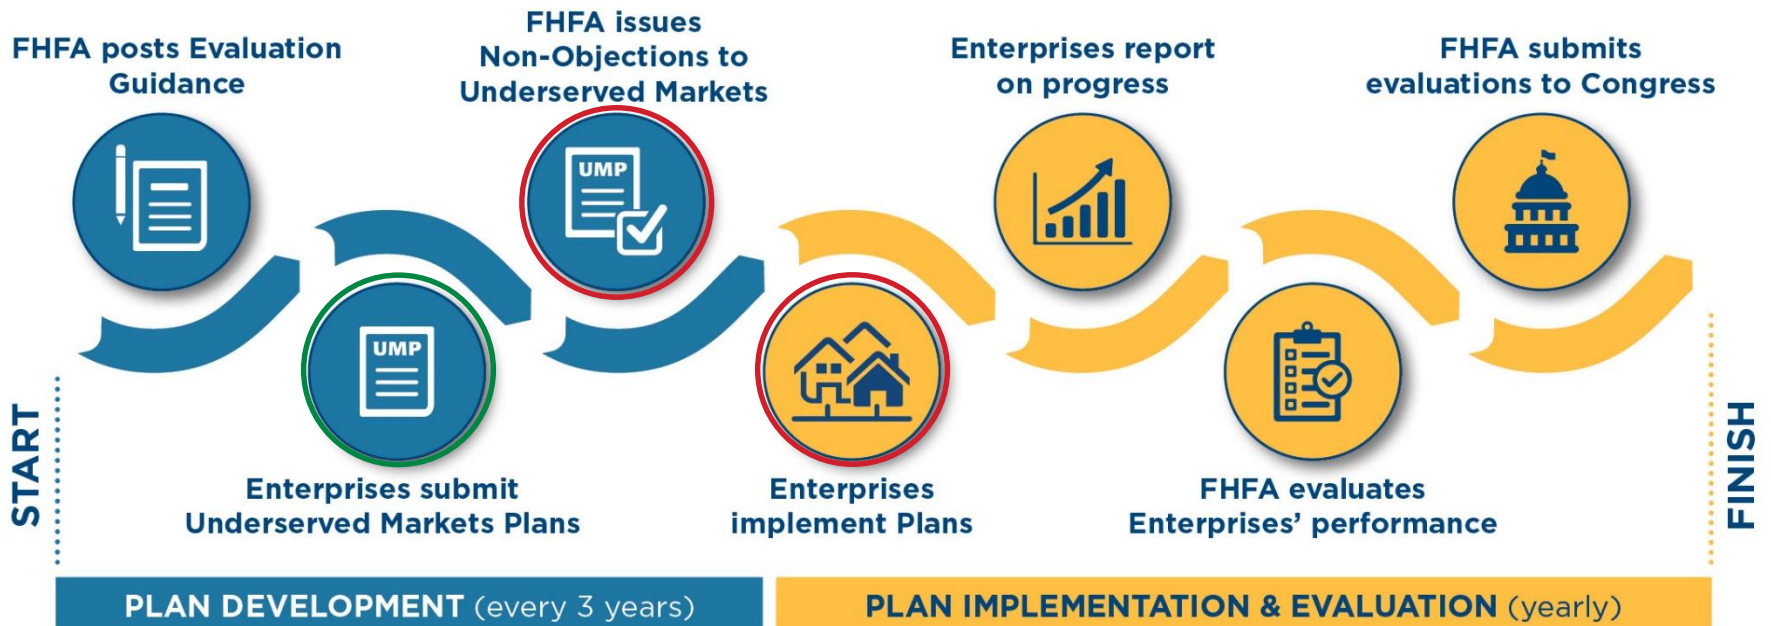 FHFA posts Evaluation
Guidance
FHFA issues
Non-Objections to
Underserved Markets
Enterprises report
on progress
FHFA submits
evaluations to Congress
UMP
UMP
START
Enterprises submit
Underserved Markets Plans
Enterprises
implement Plans
FHFA evaluates
Enterprises’ performance
FINISH
PLAN DEVELOPMENT (every 3 years)
PLAN IMPLEMENTATION & EVALUATION (yearly)